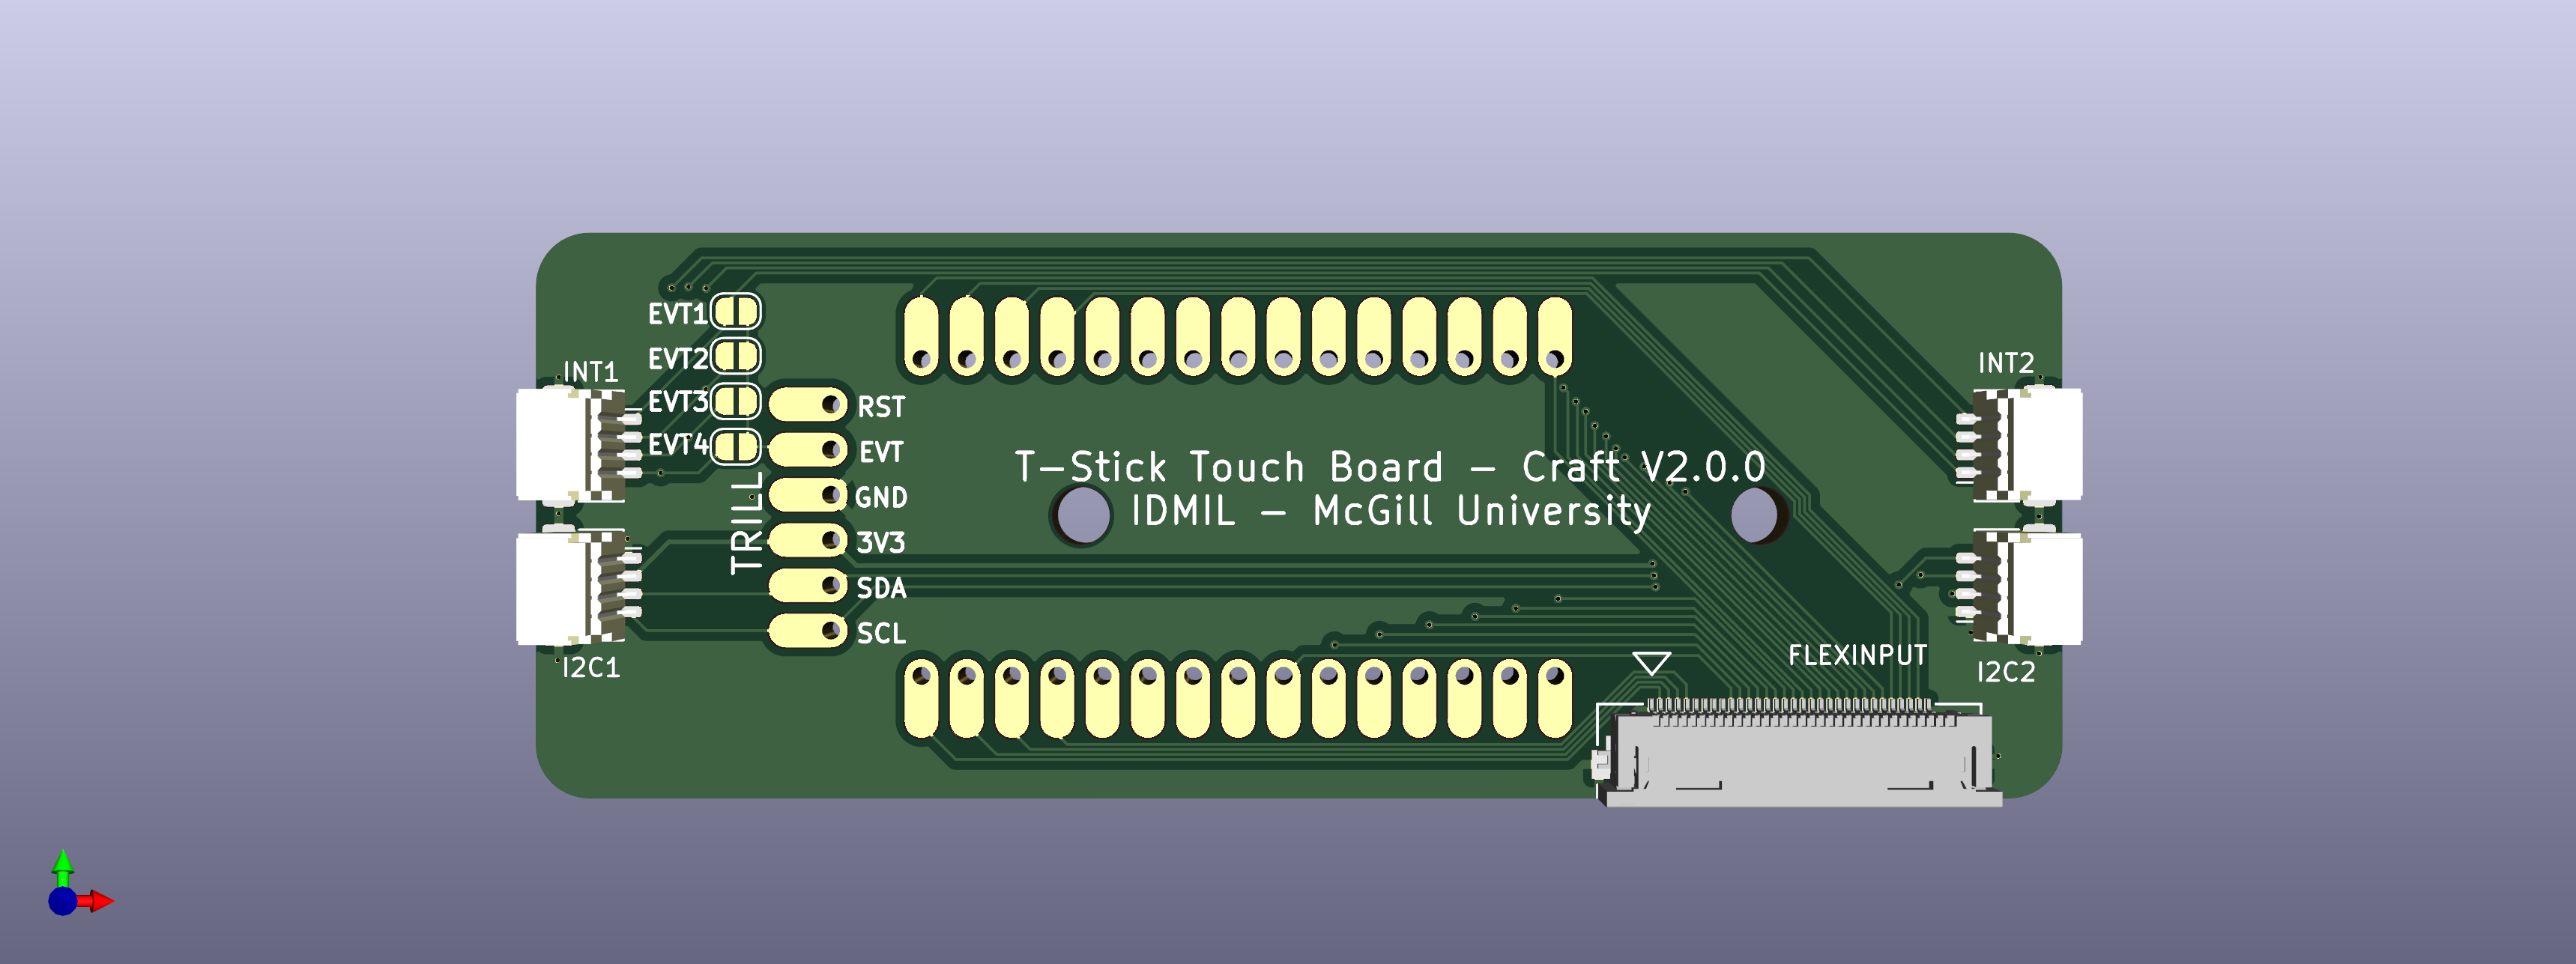 EVT1
EVT2
EVT3
EVT4
INT1
I2C1
TRILL
RST
EVT
GND
3V3
SDA
SCL
T-Stick Touch Board - Craft V2.0.0
IDMIL - McGill University
FLEXINPUT
INT2
I2C2